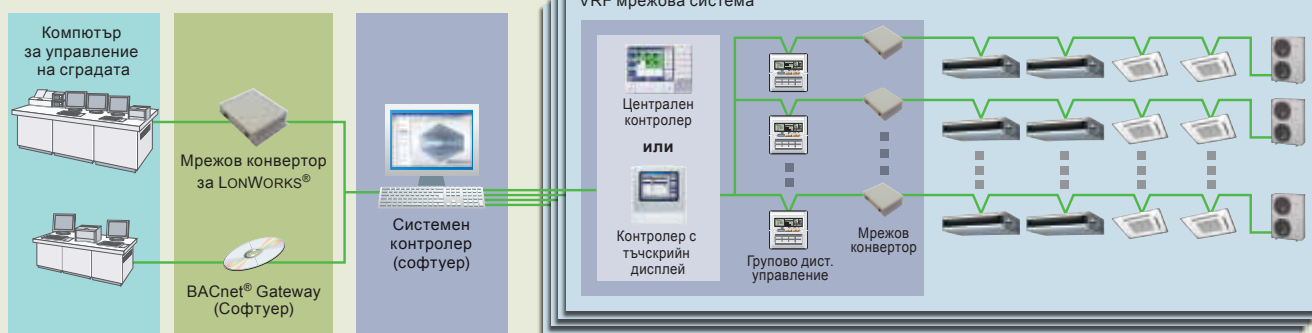 VRF мрежова система
Компютър
за управление
на сградата
Мрежов конвертор
за LONWORKS®
BACnet® Gateway
(Софтуер)
Системен
контролер
(софтуер)
Централен
контролер
или
Контролер с
тъчскрийн
дисплей
Групово дист.
управление
Мрежов
конвертор